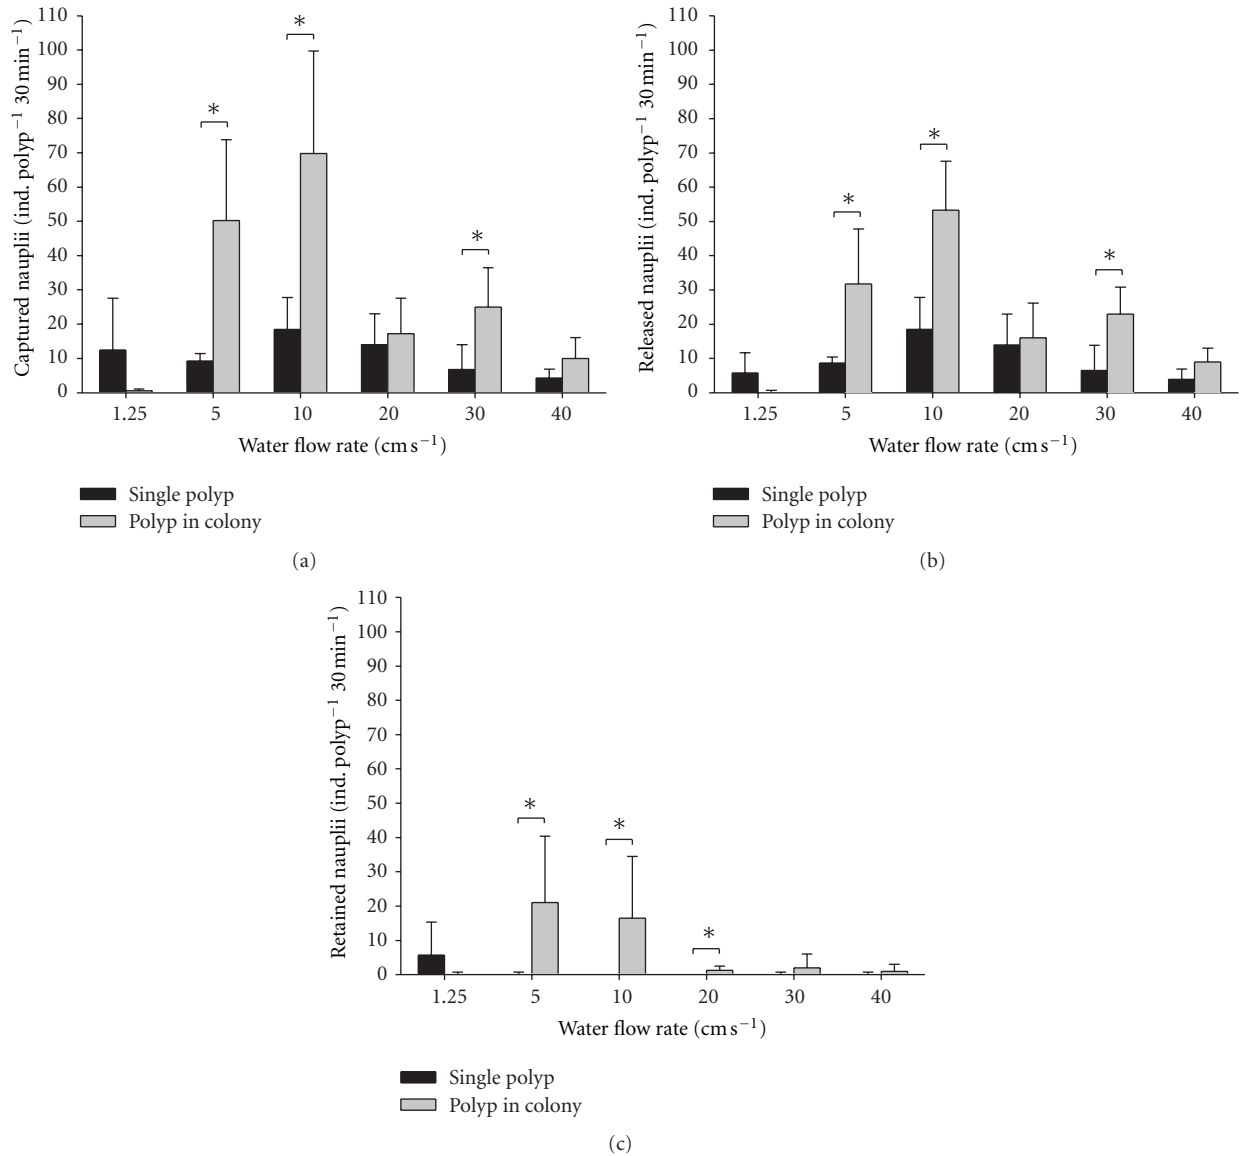 Captured nauplii (ind. polyp⁻¹ 30 min⁻¹)
110
100
90
80
70
60
50
40
30
20
10
0
*
*
*
1.25 5 10 20 30 40
Water flow rate (cm s⁻¹)
Single polyp
Polyp in colony
(a)
Released nauplii (ind. polyp⁻¹ 30 min⁻¹)
110
100
90
80
70
60
50
40
30
20
10
0
*
*
*
1.25 5 10 20 30 40
Water flow rate (cm s⁻¹)
Single polyp
Polyp in colony
(b)
Retained nauplii (ind. polyp⁻¹ 30 min⁻¹)
110
100
90
80
70
60
50
40
30
20
10
0
*
*
*
1.25 5 10 20 30 40
Water flow rate (cm s⁻¹)
Single polyp
Polyp in colony
(c)